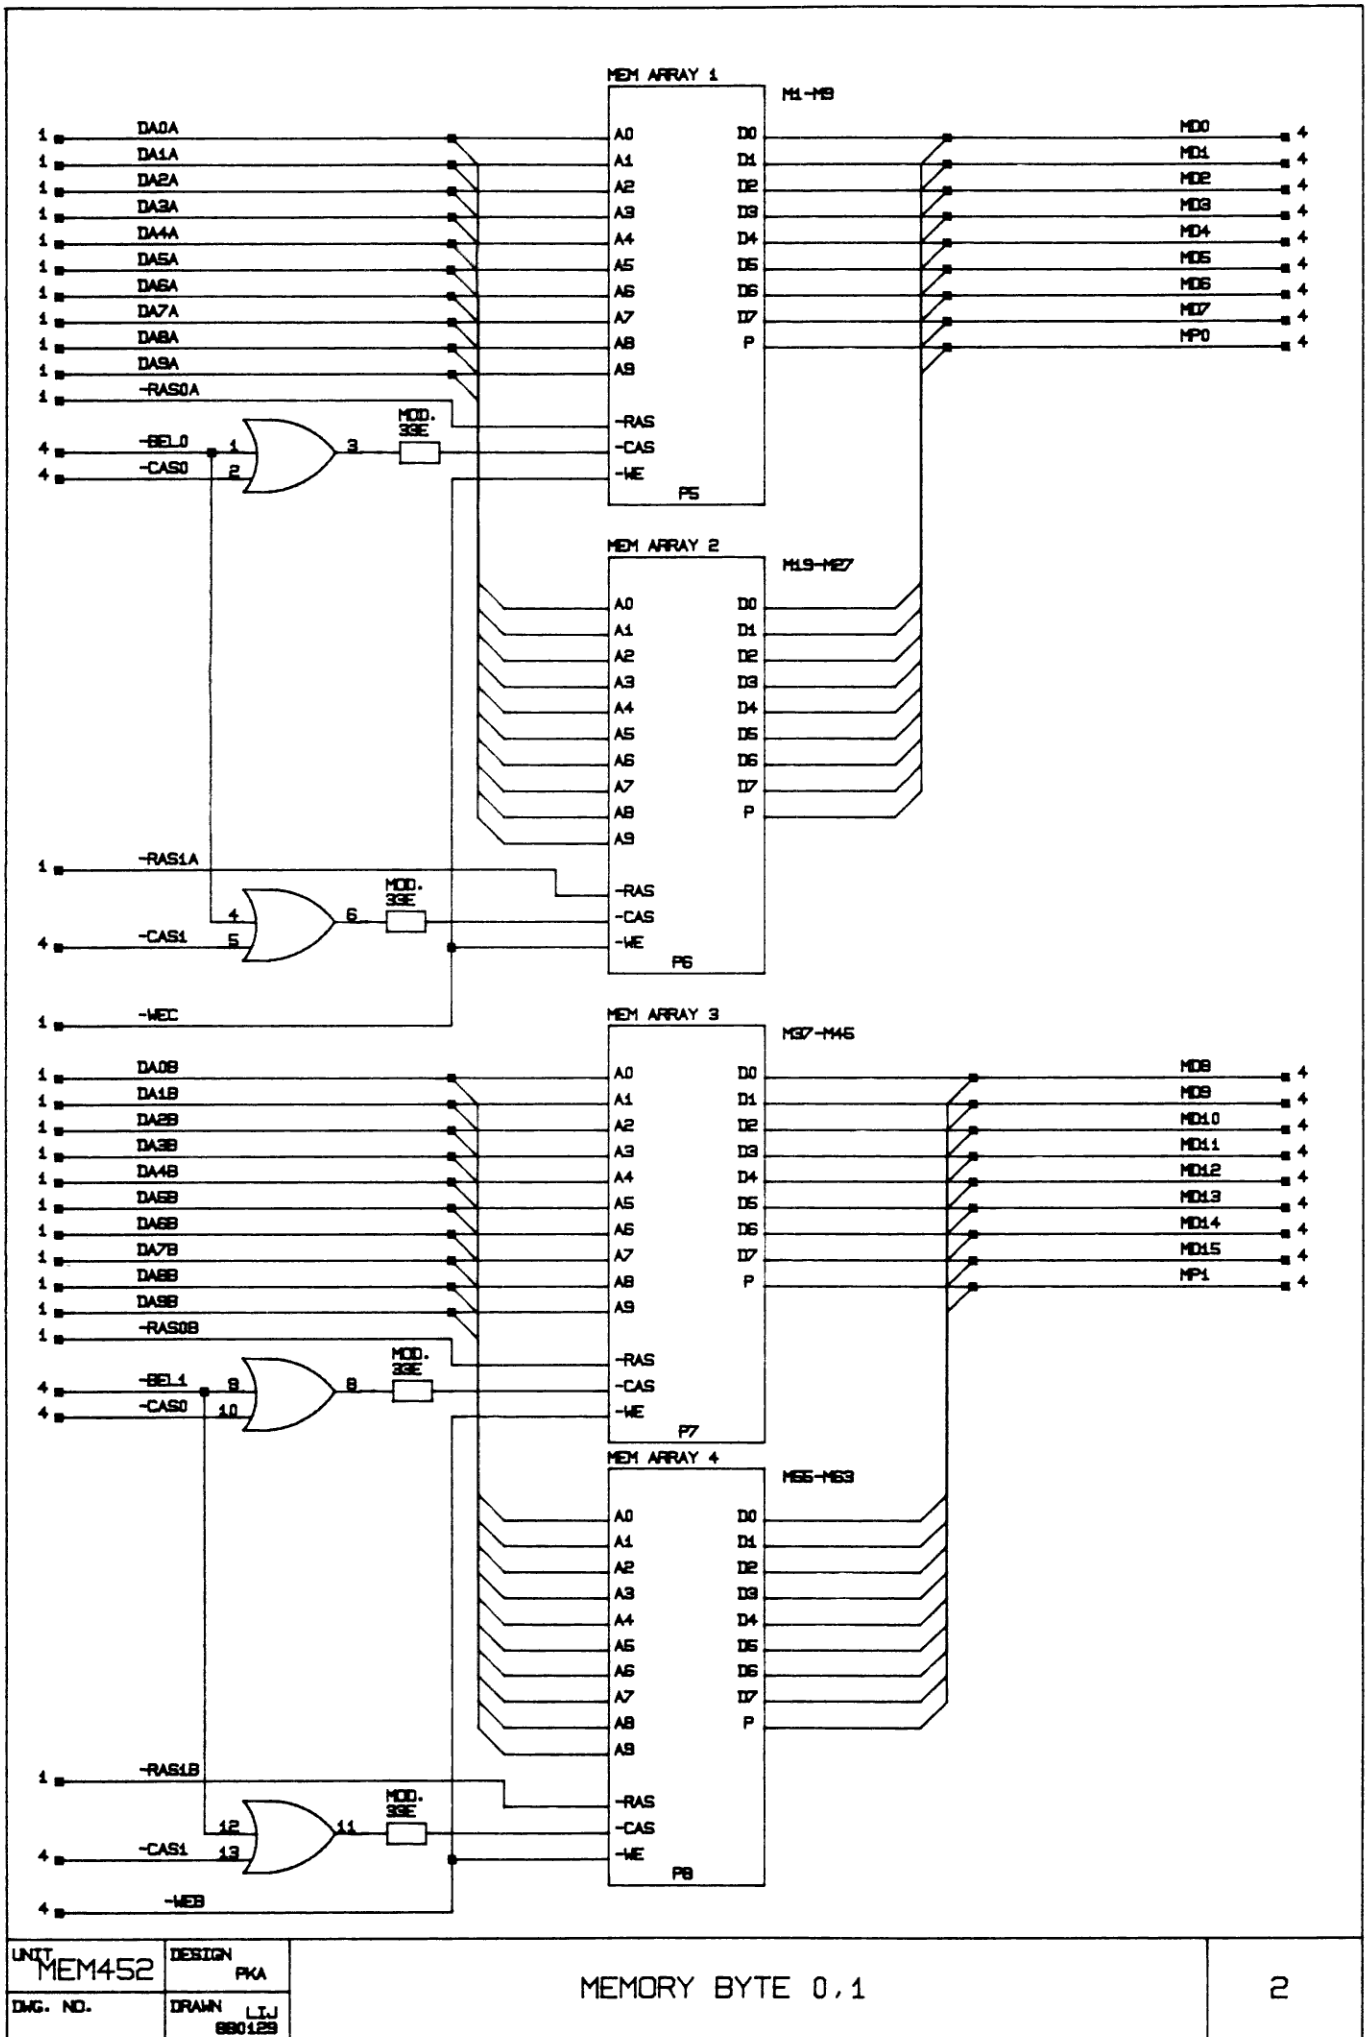 MEM ARRAY 1
M1-M9
1 DA0A A0 D0 MD0 4
1 DA1A A1 D1 MD1 4
1 DA2A A2 D2 MD2 4
1 DA3A A3 D3 MD3 4
1 DA4A A4 D4 MD4 4
1 DA5A A5 D5 MD5 4
1 DA6A A6 D6 MD6 4
1 DA7A A7 D7 MD7 4
1 DA8A A8 P MP0 4
1 DA9A A9
1 -RAS0A -RAS
MOD.
33E
4 -BEL0 1 3 -CAS
4 -CAS0 2 -WE
P5
MEM ARRAY 2
M19-M27
A0 D0
A1 D1
A2 D2
A3 D3
A4 D4
A5 D5
A6 D6
A7 D7
A8 P
A9
1 -RAS1A -RAS
MOD.
33E
4 6 -CAS
4 -CAS1 5 -WE
P6
1 -WEC
MEM ARRAY 3
M37-M45
1 DA0B A0 D0 MD8 4
1 DA1B A1 D1 MD9 4
1 DA2B A2 D2 MD10 4
1 DA3B A3 D3 MD11 4
1 DA4B A4 D4 MD12 4
1 DA5B A5 D5 MD13 4
1 DA6B A6 D6 MD14 4
1 DA7B A7 D7 MD15 4
1 DA8B A8 P MP1 4
1 DA9B A9
1 -RAS0B -RAS
MOD.
33E
4 -BEL1 9 8 -CAS
4 -CAS0 10 -WE
P7
MEM ARRAY 4
M55-M63
A0 D0
A1 D1
A2 D2
A3 D3
A4 D4
A5 D5
A6 D6
A7 D7
A8 P
A9
1 -RAS1B -RAS
MOD.
33E
12 11 -CAS
4 -CAS1 13 -WE
P8
4 -WEB
UNIT MEM452
DESIGN PKA
DWG. NO.
DRAWN LIJ
880129
MEMORY BYTE 0,1
2